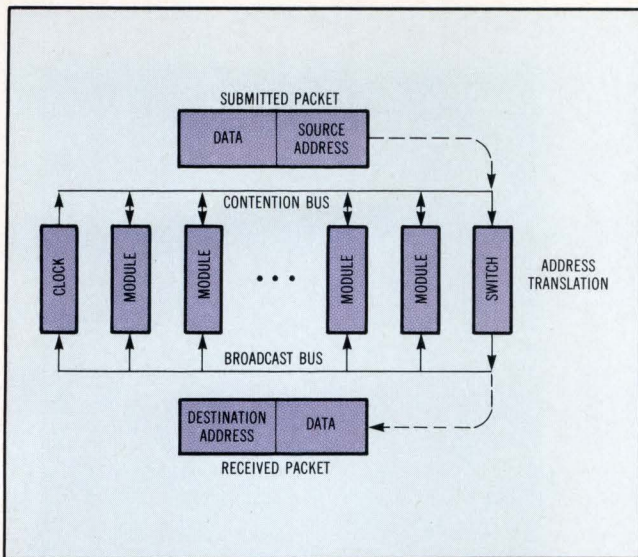 SUBMITTED PACKET
DATA
SOURCE
ADDRESS
CONTENTION BUS
CLOCK
MODULE
MODULE
• • •
MODULE
MODULE
SWITCH
ADDRESS
TRANSLATION
BROADCAST BUS
DESTINATION
ADDRESS
DATA
RECEIVED PACKET